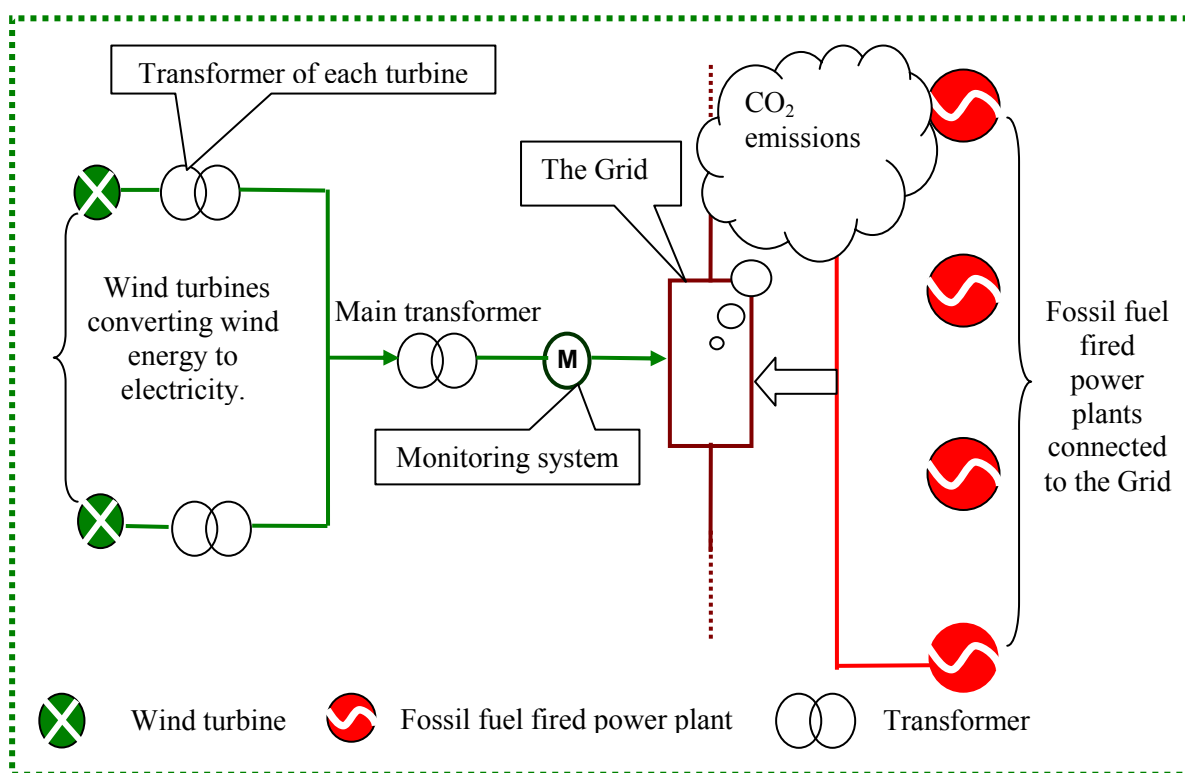 Transformer of each turbine
CO₂
emissions
The Grid
Wind turbines
converting wind
energy to
electricity.
Main transformer
M
Monitoring system
Fossil fuel
fired
power
plants
connected
to the Grid
Wind turbine
Fossil fuel fired power plant
Transformer